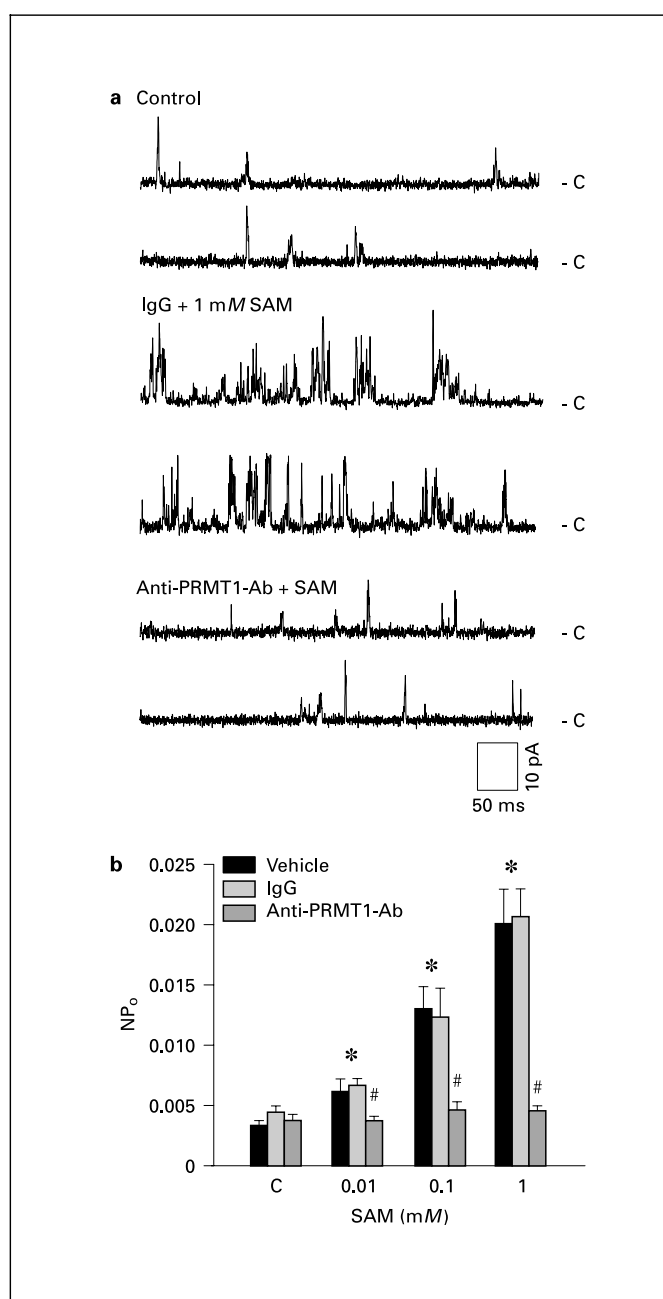 a Control
- C
- C
IgG + 1 mM SAM
- C
- C
Anti-PRMT1-Ab + SAM
- C
- C
10 pA
50 ms
b
Vehicle
IgG
Anti-PRMT1-Ab
0.025
0.020
0.015
0.010
0.005
0
NPo
*
*
*
#
#
#
C 0.01 0.1 1
SAM (mM)